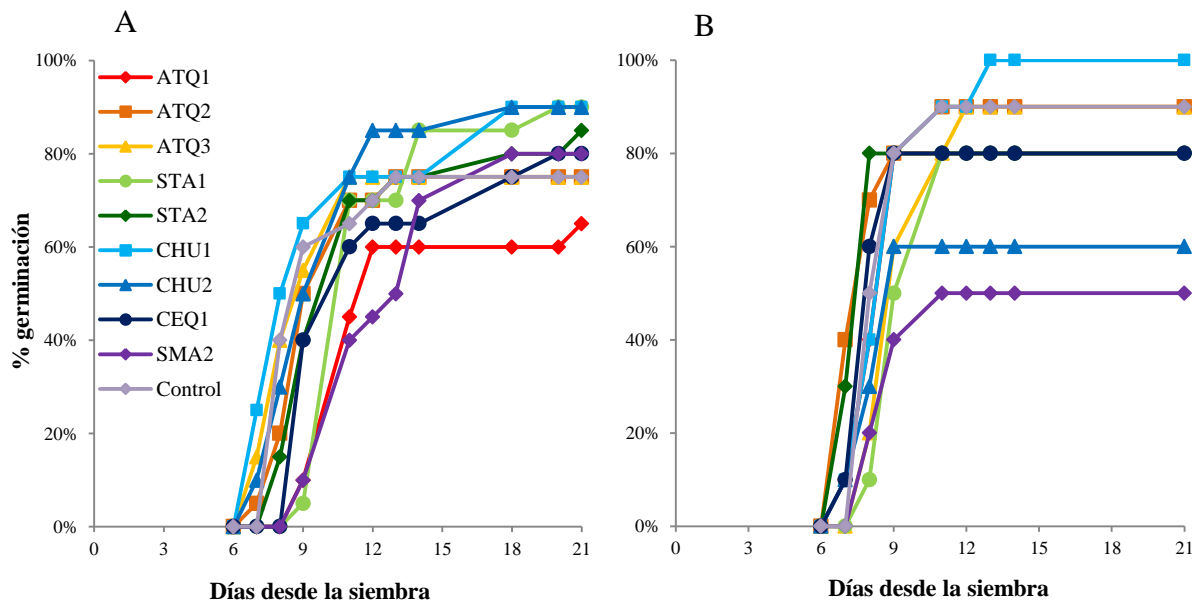 A
B
% germinación
100%
80%
60%
40%
20%
0%
ATQ1
ATQ2
ATQ3
STA1
STA2
CHU1
CHU2
CEQ1
SMA2
Control
0 3 6 9 12 15 18 21
Días desde la siembra
100%
80%
60%
40%
20%
0%
0 3 6 9 12 15 18 21
Días desde la siembra